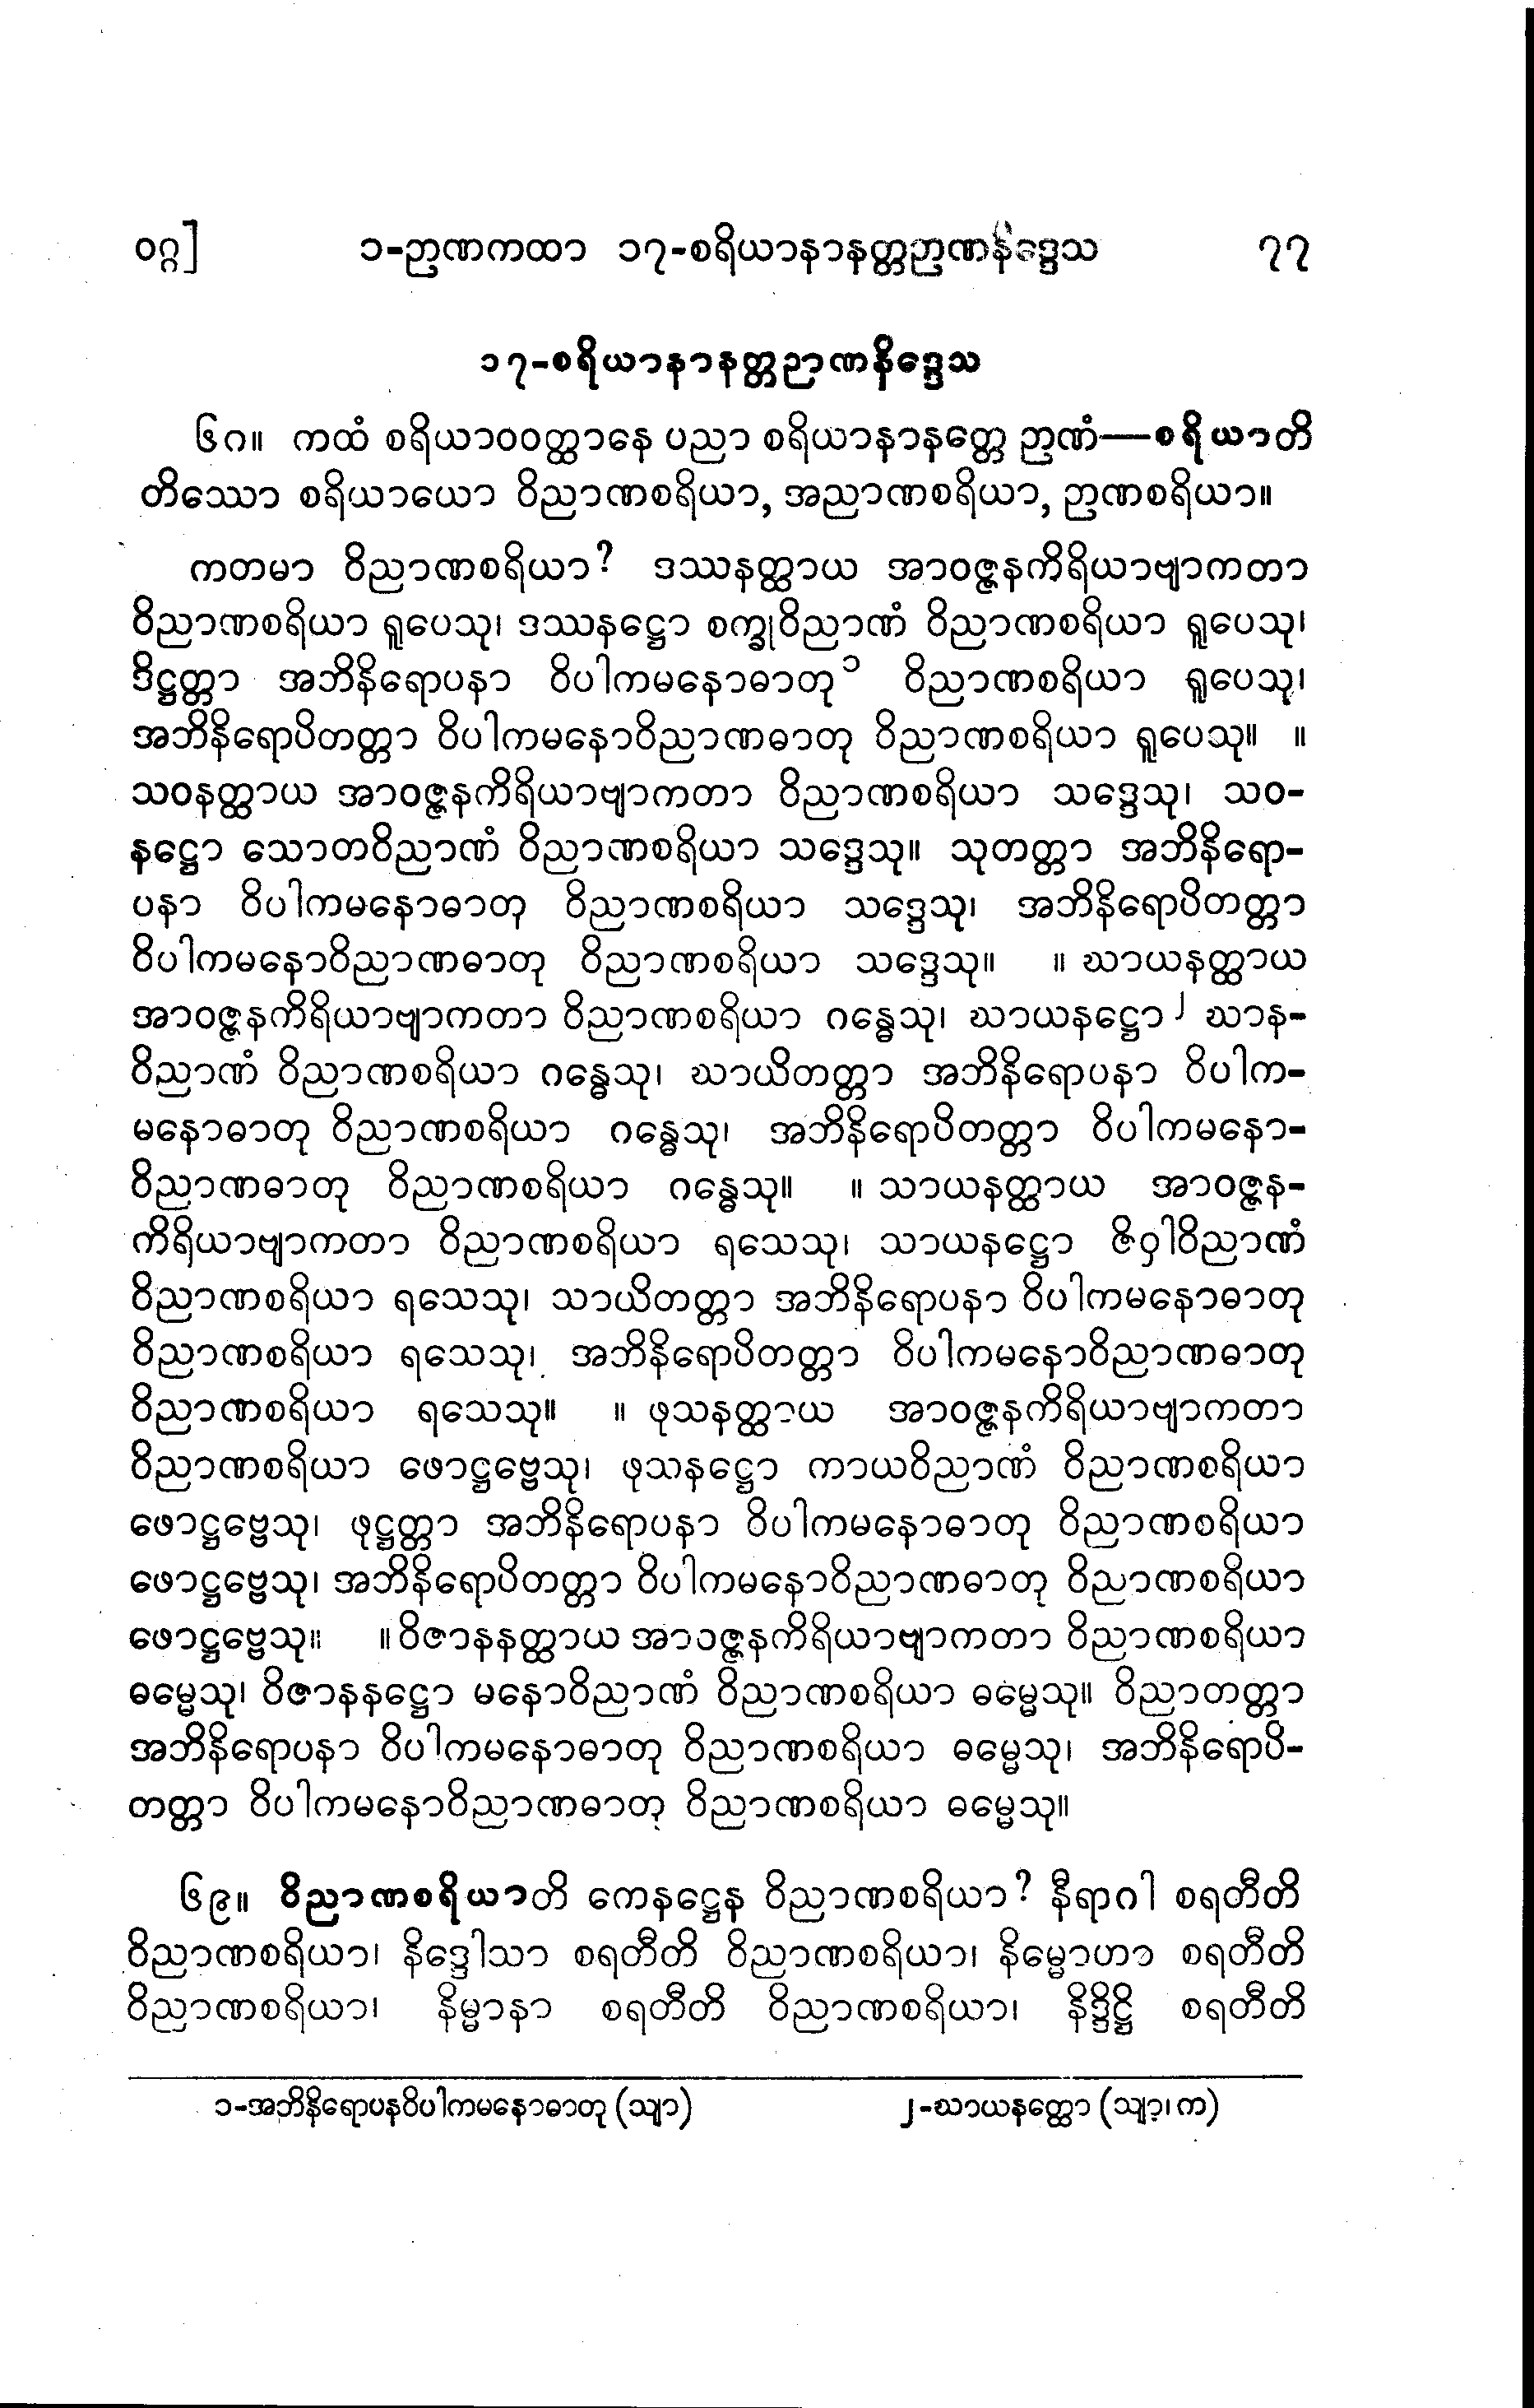 ဝဂ္ဂ] ၁-ဉာဏကထာ ၁၇-စရိယာနာနတ္တဉာဏနိဒ္ဒေသ ၇၇
၁၇-စရိယာနာနတ္တဉာဏနိဒ္ဒေသ
၆၈။ ကထံ စရိယာဝဝတ္ထာနေ ပညာ စရိယာနာနတ္တေ ဉာဏံ—စရိယာတိ
တိဿော စရိယာယော ဝိညာဏစရိယာ, အညာဏစရိယာ, ဉာဏစရိယာ။
ကတမာ ဝိညာဏစရိယာ? ဒဿနတ္ထာယ အာဝဇ္ဇနကိရိယာဗျာကတာ
ဝိညာဏစရိယာ ရူပေသု၊ ဒဿနဋ္ဌော စက္ခုဝိညာဏံ ဝိညာဏစရိယာ ရူပေသု၊
ဒိဋ္ဌတ္တာ အဘိနိရောပနာ ဝိပါကမနောဓာတု ၁ ဝိညာဏစရိယာ ရူပေသု၊
အဘိနိရောပိတတ္တာ ဝိပါကမနောဝိညာဏဓာတု ဝိညာဏစရိယာ ရူပေသု။ ။
သဝနတ္ထာယ အာဝဇ္ဇနကိရိယာဗျာကတာ ဝိညာဏစရိယာ သဒ္ဒေသု၊ သဝ-
နဋ္ဌော သောတဝိညာဏံ ဝိညာဏစရိယာ သဒ္ဒေသု။ သုတတ္တာ အဘိနိရော-
ပနာ ဝိပါကမနောဓာတု ဝိညာဏစရိယာ သဒ္ဒေသု၊ အဘိနိရောပိတတ္တာ
ဝိပါကမနောဝိညာဏဓာတု ဝိညာဏစရိယာ သဒ္ဒေသု။ ။ ဃာယနတ္ထာယ
အာဝဇ္ဇနကိရိယာဗျာကတာ ဝိညာဏစရိယာ ဂန္ဓေသု၊ ဃာယနဋ္ဌော ၂ ဃာန-
ဝိညာဏံ ဝိညာဏစရိယာ ဂန္ဓေသု၊ ဃာယိတတ္တာ အဘိနိရောပနာ ဝိပါက-
မနောဓာတု ဝိညာဏစရိယာ ဂန္ဓေသု၊ အဘိနိရောပိတတ္တာ ဝိပါကမနော-
ဝိညာဏဓာတု ဝိညာဏစရိယာ ဂန္ဓေသု။ ။ သာယနတ္ထာယ အာဝဇ္ဇန-
ကိရိယာဗျာကတာ ဝိညာဏစရိယာ ရသေသု၊ သာယနဋ္ဌော ဇိဝှါဝိညာဏံ
ဝိညာဏစရိယာ ရသေသု၊ သာယိတတ္တာ အဘိနိရောပနာ ဝိပါကမနောဓာတု
ဝိညာဏစရိယာ ရသေသု၊ အဘိနိရောပိတတ္တာ ဝိပါကမနောဝိညာဏဓာတု
ဝိညာဏစရိယာ ရသေသု။ ။ ဖုသနတ္ထာယ အာဝဇ္ဇနကိရိယာဗျာကတာ
ဝိညာဏစရိယာ ဖောဋ္ဌဗ္ဗေသု၊ ဖုသနဋ္ဌော ကာယဝိညာဏံ ဝိညာဏစရိယာ
ဖောဋ္ဌဗ္ဗေသု၊ ဖုဋ္ဌတ္တာ အဘိနိရောပနာ ဝိပါကမနောဓာတု ဝိညာဏစရိယာ
ဖောဋ္ဌဗ္ဗေသု၊ အဘိနိရောပိတတ္တာ ဝိပါကမနောဝိညာဏဓာတု ဝိညာဏစရိယာ
ဖောဋ္ဌဗ္ဗေသု။ ။ ဝိဇာနနတ္ထာယ အာဝဇ္ဇနကိရိယာဗျာကတာ ဝိညာဏစရိယာ
ဓမ္မေသု၊ ဝိဇာနနဋ္ဌော မနောဝိညာဏံ ဝိညာဏစရိယာ ဓမ္မေသု။ ဝိညာတတ္တာ
အဘိနိရောပနာ ဝိပါကမနောဓာတု ဝိညာဏစရိယာ ဓမ္မေသု၊ အဘိနိရောပိ-
တတ္တာ ဝိပါကမနောဝိညာဏဓာတု ဝိညာဏစရိယာ ဓမ္မေသု။
၆၉။ ဝိညာဏစရိယာတိ ကေနဋ္ဌေန ဝိညာဏစရိယာ? နီရာဂါ စရတီတိ
ဝိညာဏစရိယာ၊ နိဒ္ဒေါသာ စရတီတိ ဝိညာဏစရိယာ၊ နိမ္မောဟာ စရတီတိ
ဝိညာဏစရိယာ၊ နိမ္မာနာ စရတီတိ ဝိညာဏစရိယာ၊ နိဒ္ဒိဋ္ဌိ စရတီတိ
၁-အဘိနိရောပနဝိပါကမနောဓာတု (သျာ) ၂-ဃာယနတ္ထော (သျာ၊ က)